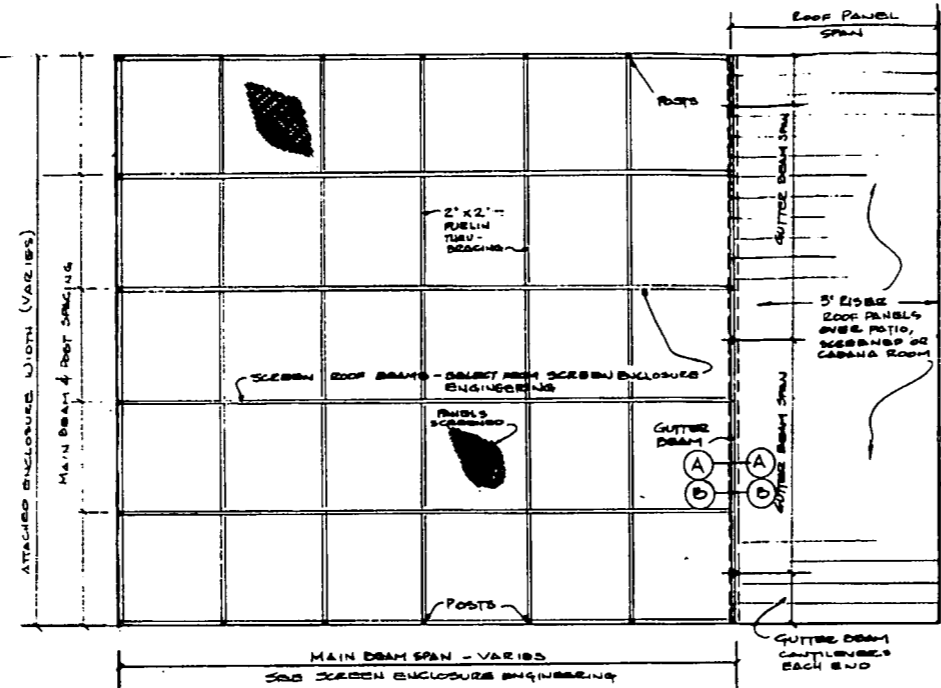 ROOF PANEL
SPAN
POSTS
GUTTER BEAM SPAN
2" x 2"
PURLIN
THRU-
BRACING
ATTACHED ENCLOSURE WIDTH (VARIES)
MAIN BEAM & POST SPACING
3" RISER
ROOF PANELS
OVER PATIO,
SCREENED OR
CABANA ROOM
SCREEN ROOF BEAMS - SELECT FROM SCREEN ENCLOSURE
ENGINEERING
PANELS
SCREENED
GUTTER
BEAM
A A
B B
GUTTER BEAM SPAN
POSTS
GUTTER BEAM
CANTILEVERS
EACH END
MAIN BEAM SPAN - VARIES
SEE SCREEN ENCLOSURE ENGINEERING